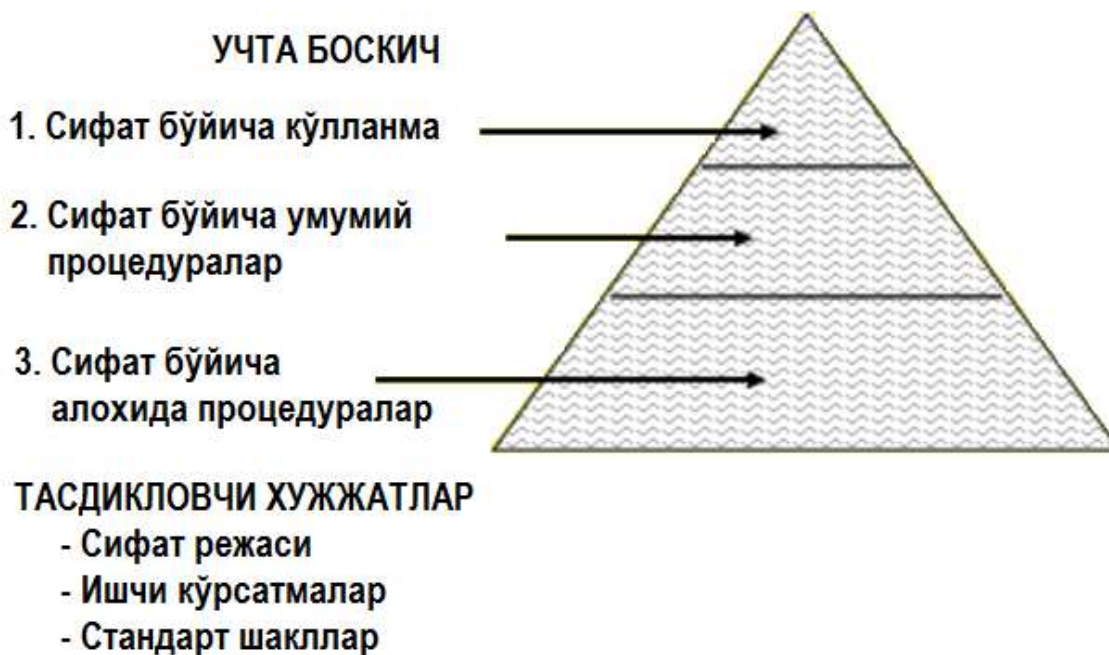 УЧТА БОСКИЧ
1. Сифат бўйича кўлланма
2. Сифат бўйича умумий
процедуралар
3. Сифат бўйича
алохида процедуралар
ТАСДИКЛОВЧИ ХУЖЖАТЛАР
- Сифат режаси
- Ишчи кўрсатмалар
- Стандарт шакллар